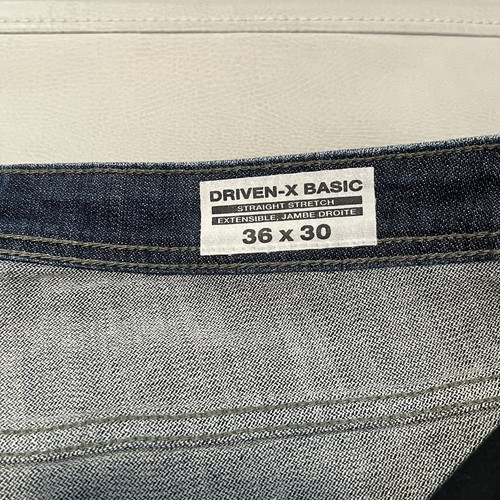 DRIVEN-X BASIC
STRAIGHT STRETCH
EXTENSIBLE, JAMBE DROITE
36 x 30